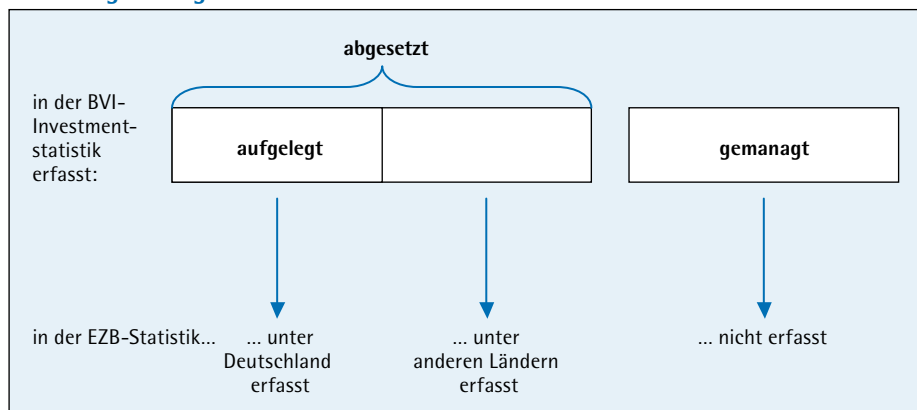 abgesetzt
in der BVI-
Investment-
statistik
erfasst:
aufgelegt
gemanagt
in der EZB-Statistik...
... unter
Deutschland
erfasst
... unter
anderen Ländern
erfasst
... nicht erfasst